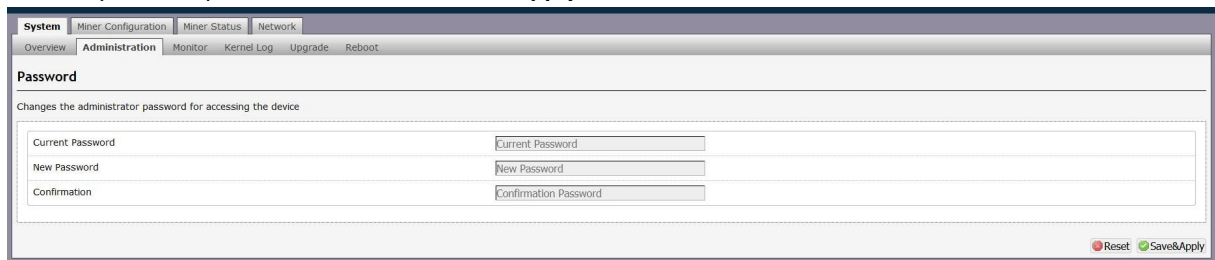 System Miner Configuration Miner Status Network
Overview Administration Monitor Kernel Log Upgrade Reboot
Password
Changes the administrator password for accessing the device
Current Password Current Password
New Password New Password
Confirmation Confirmation Password
Reset Save&Apply